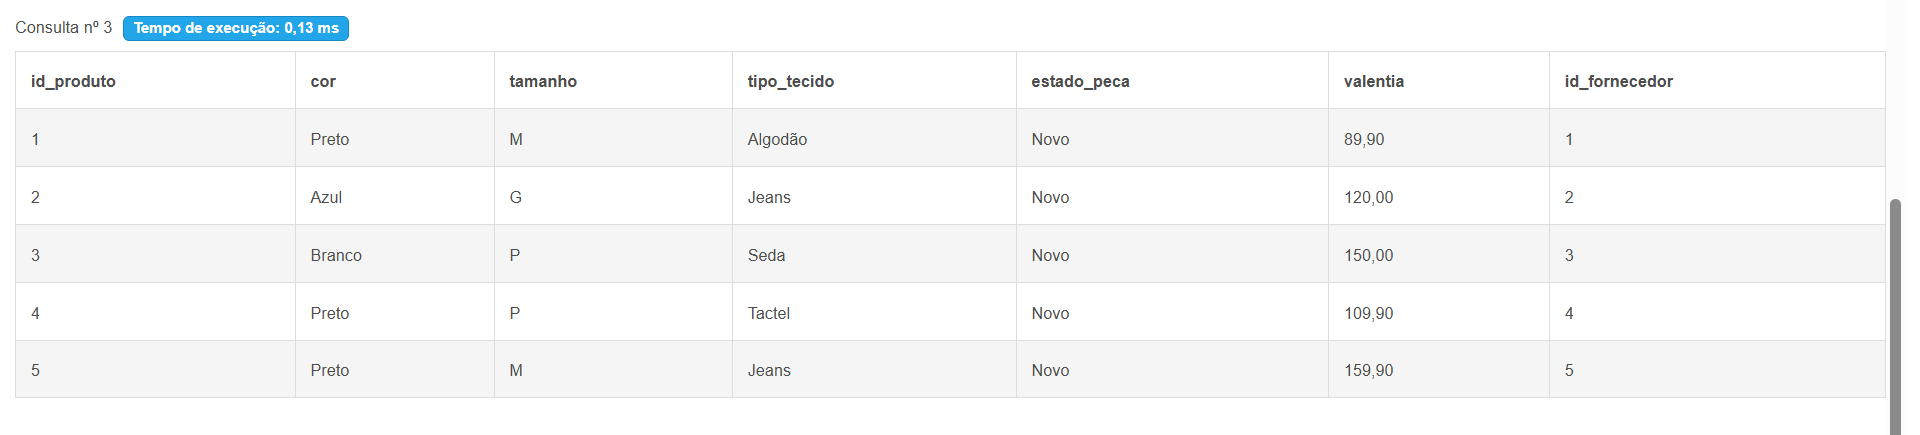 Consulta nº 3 Tempo de execução: 0,13 ms
id_produto cor tamanho tipo_tecido estado_peca valentia id_fornecedor
1 Preto M Algodão Novo 89,90 1
2 Azul G Jeans Novo 120,00 2
3 Branco P Seda Novo 150,00 3
4 Preto P Tactel Novo 109,90 4
5 Preto M Jeans Novo 159,90 5